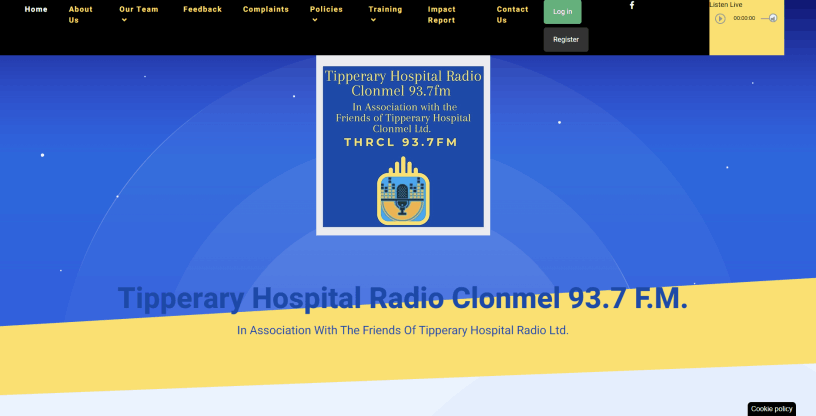 Home
About Us
Our Team
Feedback
Complaints
Policies
Training
Impact Report
Contact Us
Log in
Register
f
Listen Live
00:00:00
Tipperary Hospital Radio
Clonmel 93.7fm
In Association with the
Friends of Tipperary Hospital
Clonmel Ltd.
THRCL 93.7FM
Tipperary Hospital Radio Clonmel 93.7 F.M.
In Association With The Friends Of Tipperary Hospital Radio Ltd.
Cookie policy